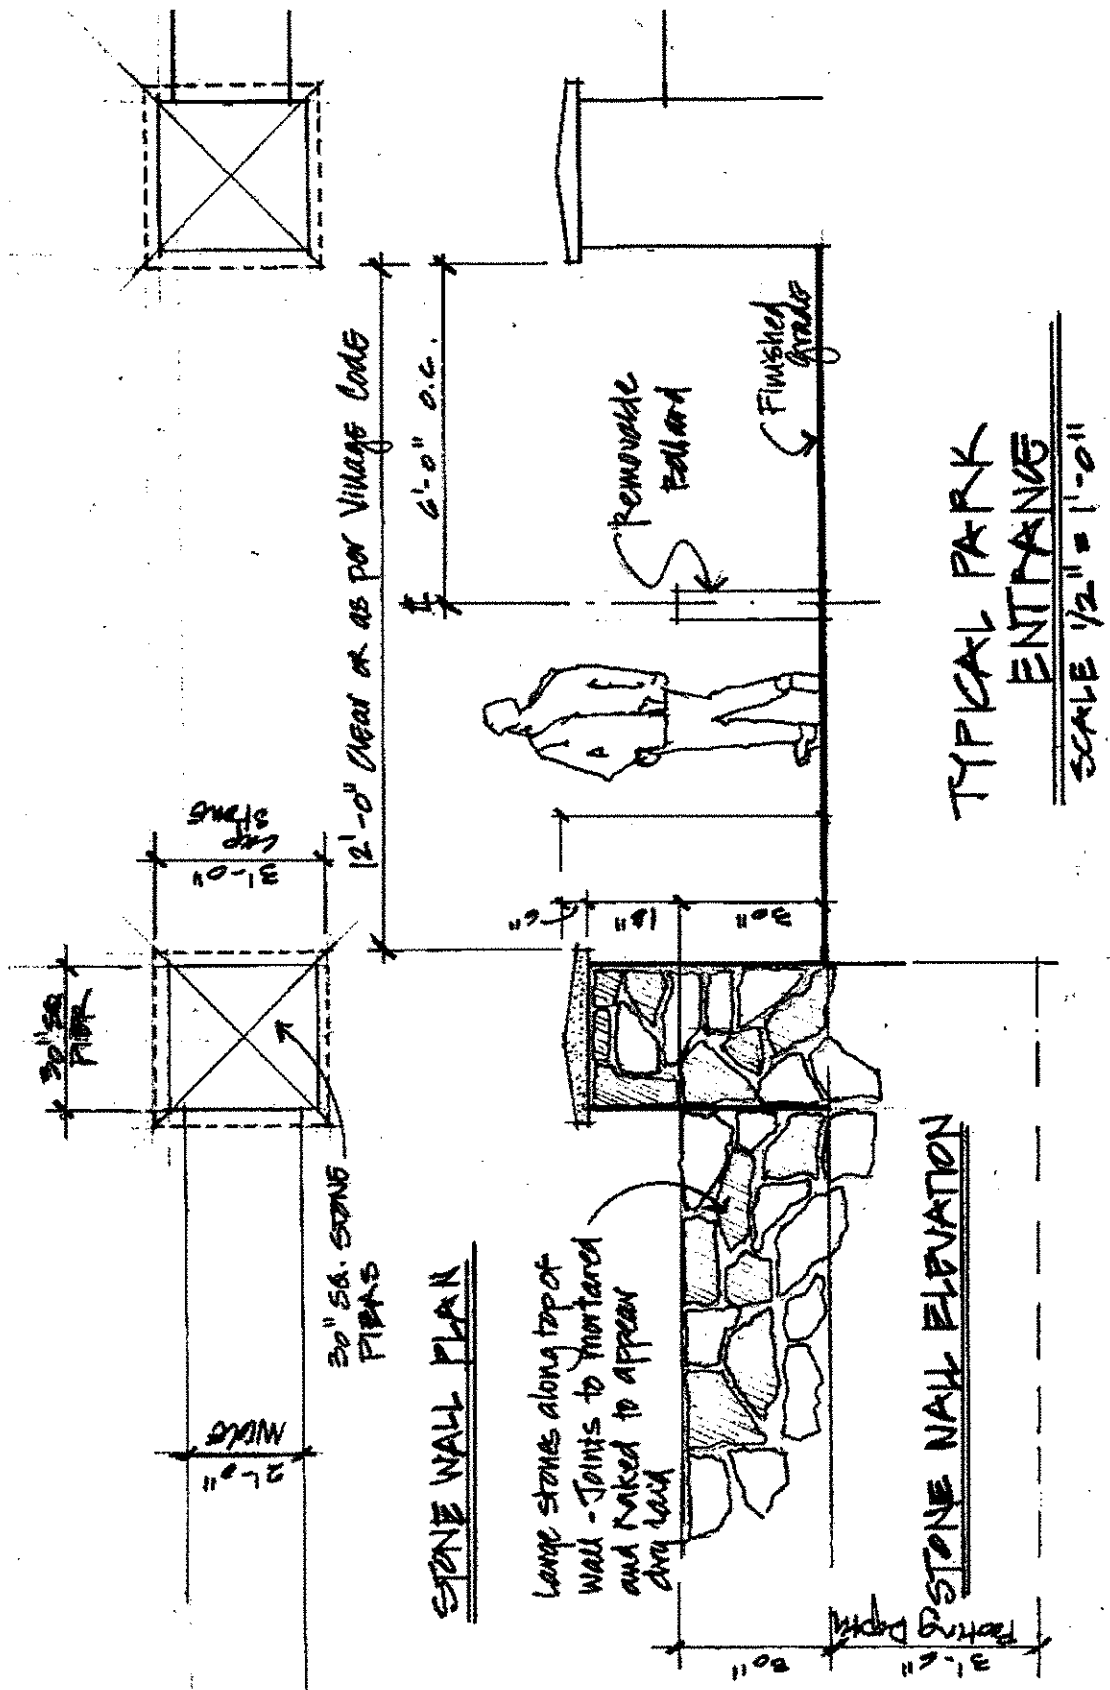 30" SQ.
PIER
3'-0"
CAP
STONE
2'-0"
WIDE
30" SQ. STONE
PIERS
STONE WALL PLAN
12'-0" Clear OR as per Village Code
6'-0" O.C.
Removable
Bollard
Finished
Grade
6"
18"
30"
Large stones along top of
wall - Joints to mortared
and raked to appear
dry laid
30"
3'-6"
Footing Depth
STONE WALL ELEVATION
TYPICAL PARK
ENTRANCE
SCALE 1/2" = 1'-0"